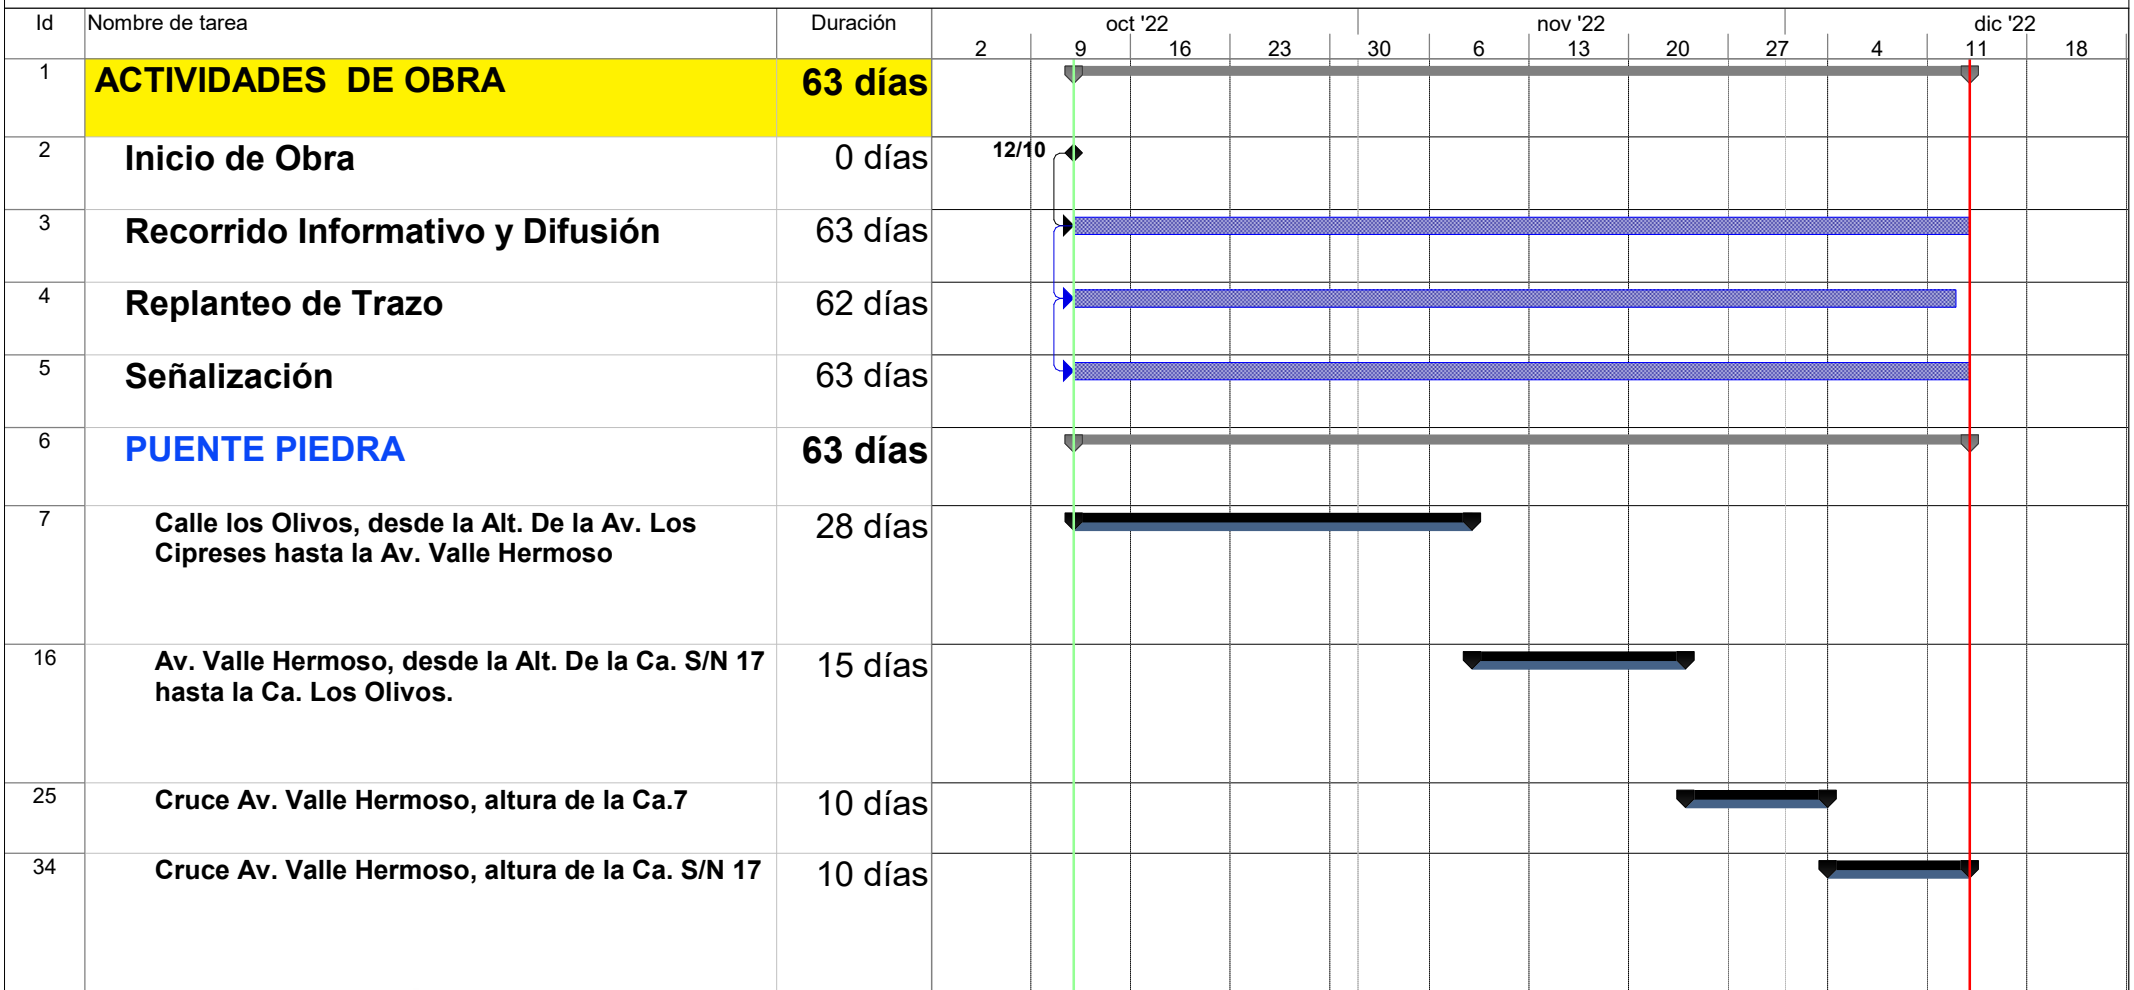 Id Nombre de tarea Duración oct '22 nov '22 dic '22
2 9 16 23 30 6 13 20 27 4 11 18
1 ACTIVIDADES DE OBRA 63 días
2 Inicio de Obra 0 días 12/10
3 Recorrido Informativo y Difusión 63 días
4 Replanteo de Trazo 62 días
5 Señalización 63 días
6 PUENTE PIEDRA 63 días
7 Calle los Olivos, desde la Alt. De la Av. Los 28 días
Cipreses hasta la Av. Valle Hermoso
16 Av. Valle Hermoso, desde la Alt. De la Ca. S/N 17 15 días
hasta la Ca. Los Olivos.
25 Cruce Av. Valle Hermoso, altura de la Ca.7 10 días
34 Cruce Av. Valle Hermoso, altura de la Ca. S/N 17 10 días